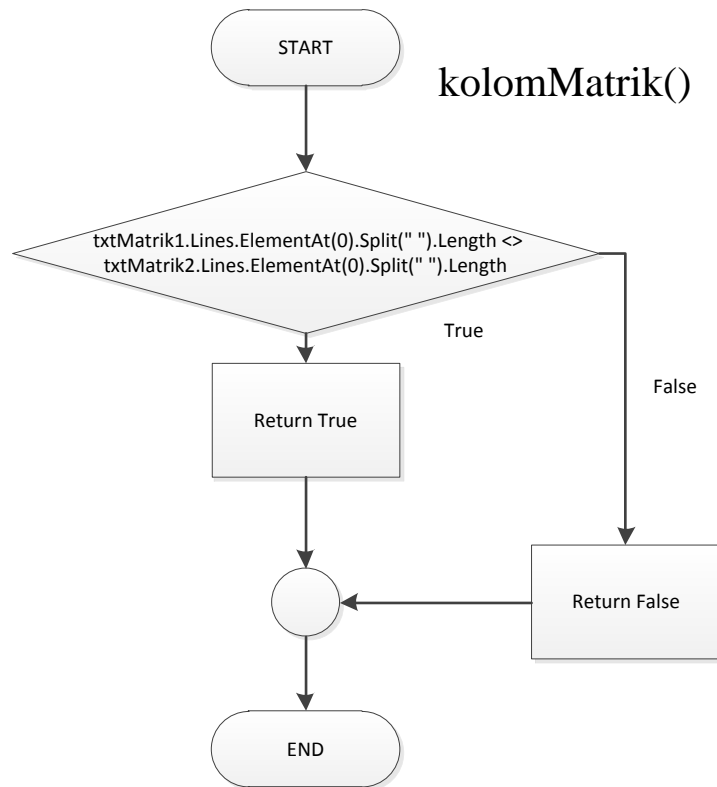 START
kolomMatrik()
txtMatrik1.Lines.ElementAt(0).Split(" ").Length <>
txtMatrik2.Lines.ElementAt(0).Split(" ").Length
True
Return True
False
Return False
END